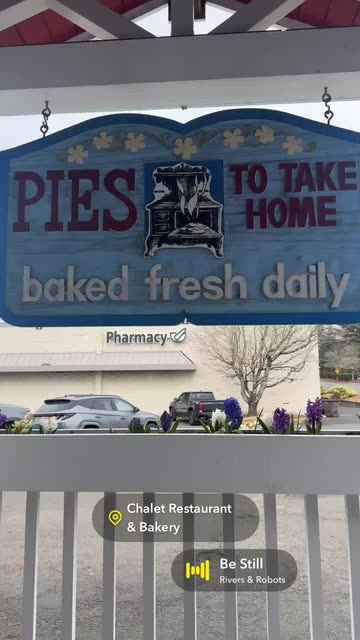 PIES
TO TAKE
HOME
baked fresh daily
Pharmacy
Chalet Restaurant
& Bakery
Be Still
Rivers & Robots